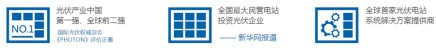 NO.1
光伏产业中国
第一强、全球前二强
国际光伏权威杂志
《PHOTON》评价正泰
全国最大民营电站
投资光伏企业
—— 新华网报道
全球首家光伏电站
系统解决方案提供商